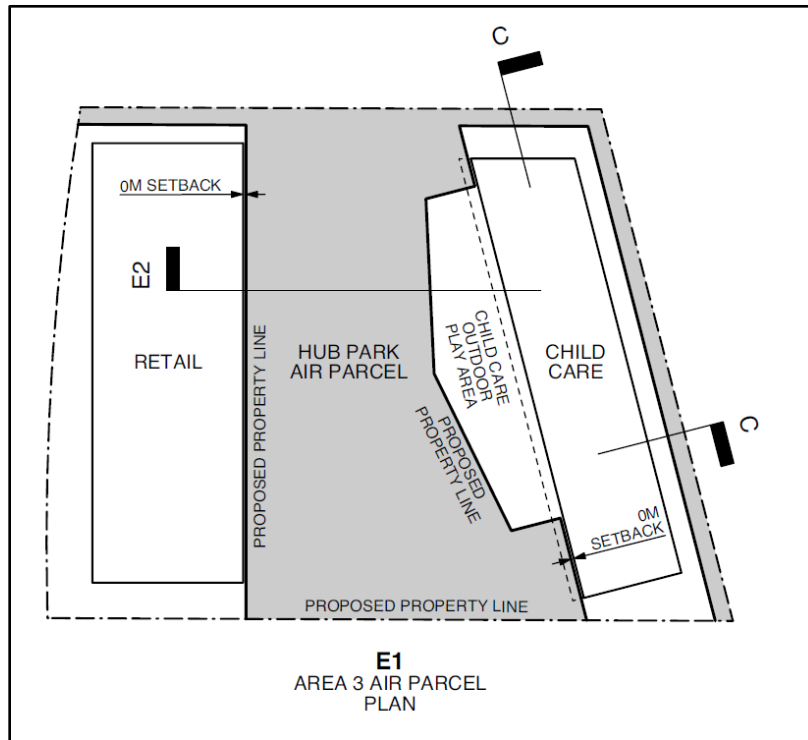 C
0M SETBACK
E2
RETAIL
HUB PARK
AIR PARCEL
CHILD CARE
OUTDOOR
PLAY AREA
CHILD
CARE
PROPOSED PROPERTY LINE
PROPOSED
PROPERTY LINE
C
0M
SETBACK
PROPOSED PROPERTY LINE
E1
AREA 3 AIR PARCEL
PLAN